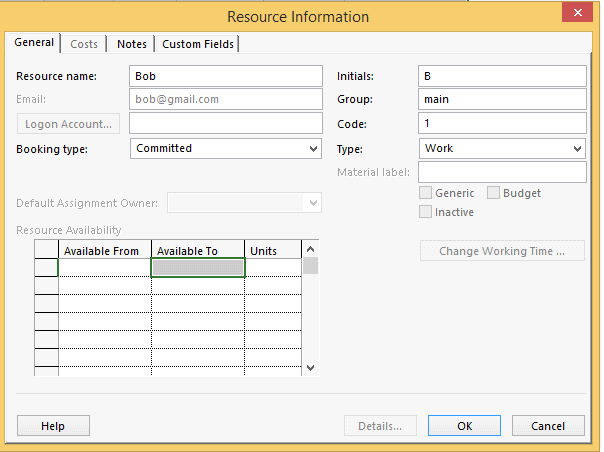 Resource Information
General Costs Notes Custom Fields
Resource name: Bob Initials: B
Email: bob@gmail.com Group: main
Logon Account... Code: 1
Booking type: Committed Type: Work
Material label:
Generic Budget
Default Assignment Owner: Inactive
Resource Availability
Available From Available To Units
Change Working Time ...
Help Details... OK Cancel